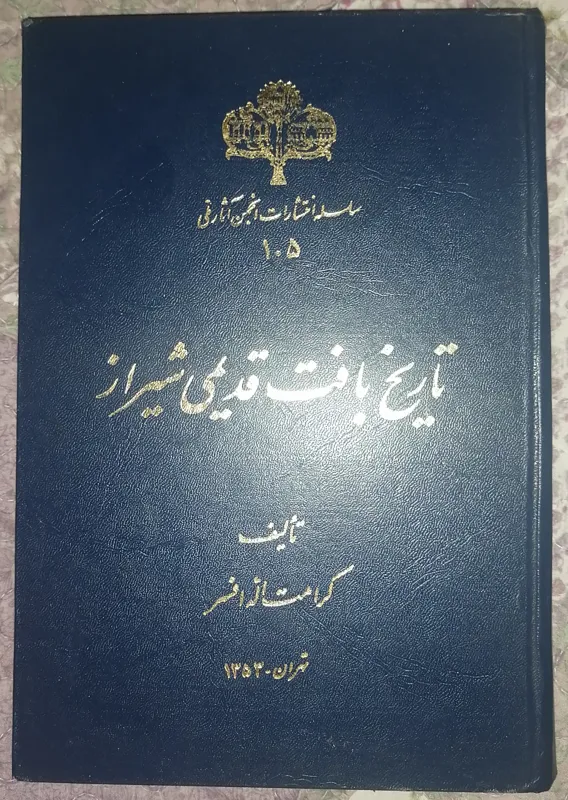 سلسله انتشارات انجمن آثار ملی
۱۰۵
تاریخ بافت قدیمی شیراز
تألیف
کرامت‌الله افسر
تهران - ۱۳۵۳